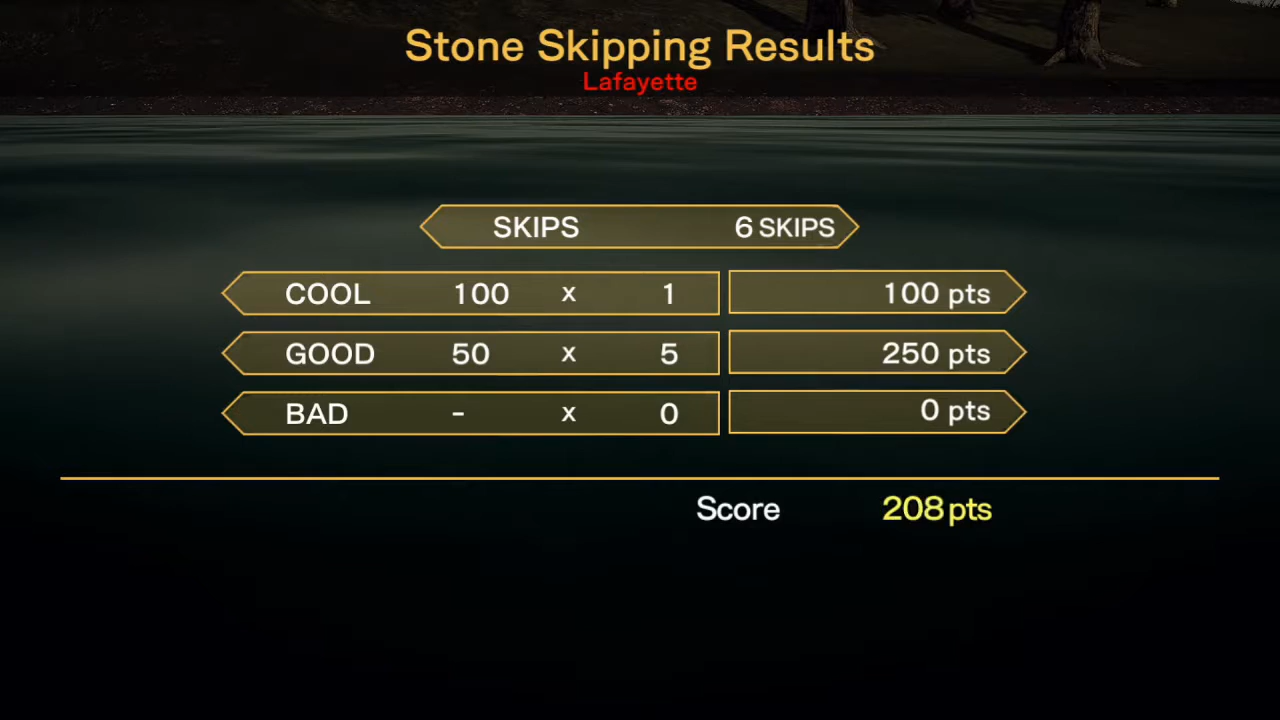 Stone Skipping Results
Lafayette
SKIPS 6 SKIPS
COOL 100 x 1 100 pts
GOOD 50 x 5 250 pts
BAD - x 0 0 pts
Score 208 pts